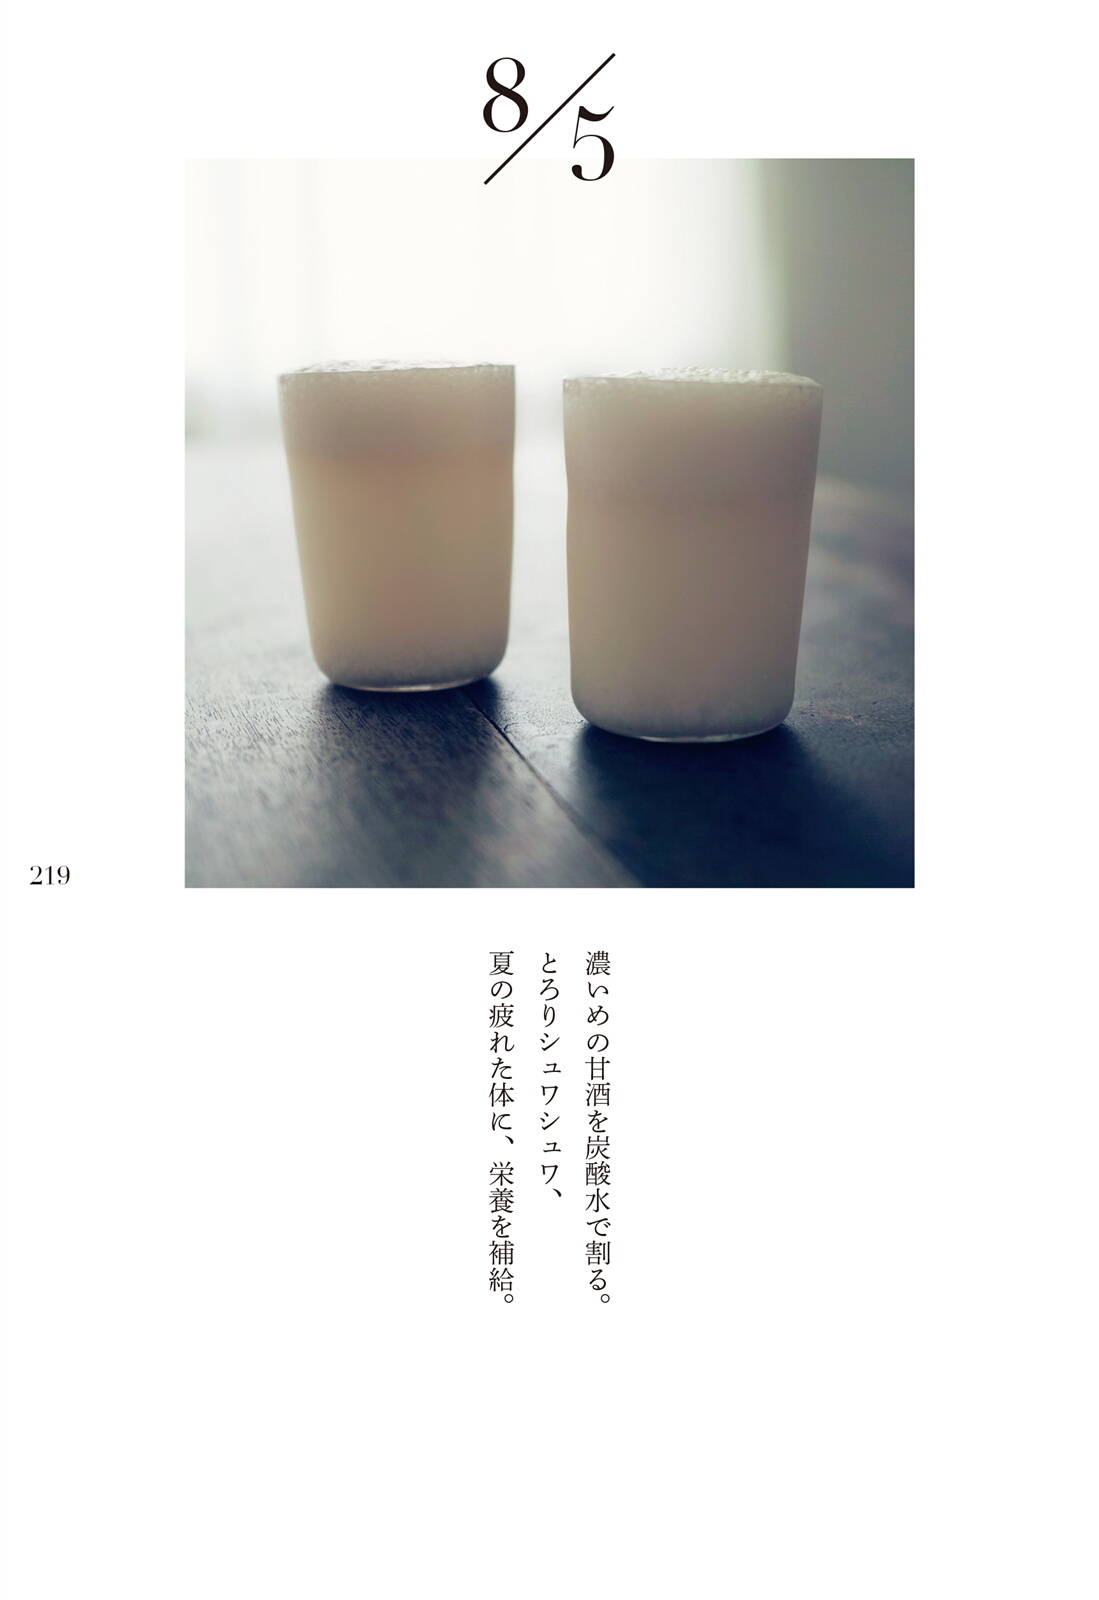 8/5
濃いめの甘酒を炭酸水で割る。
とろりシュワシュワ、
夏の疲れた体に、栄養を補給。
219